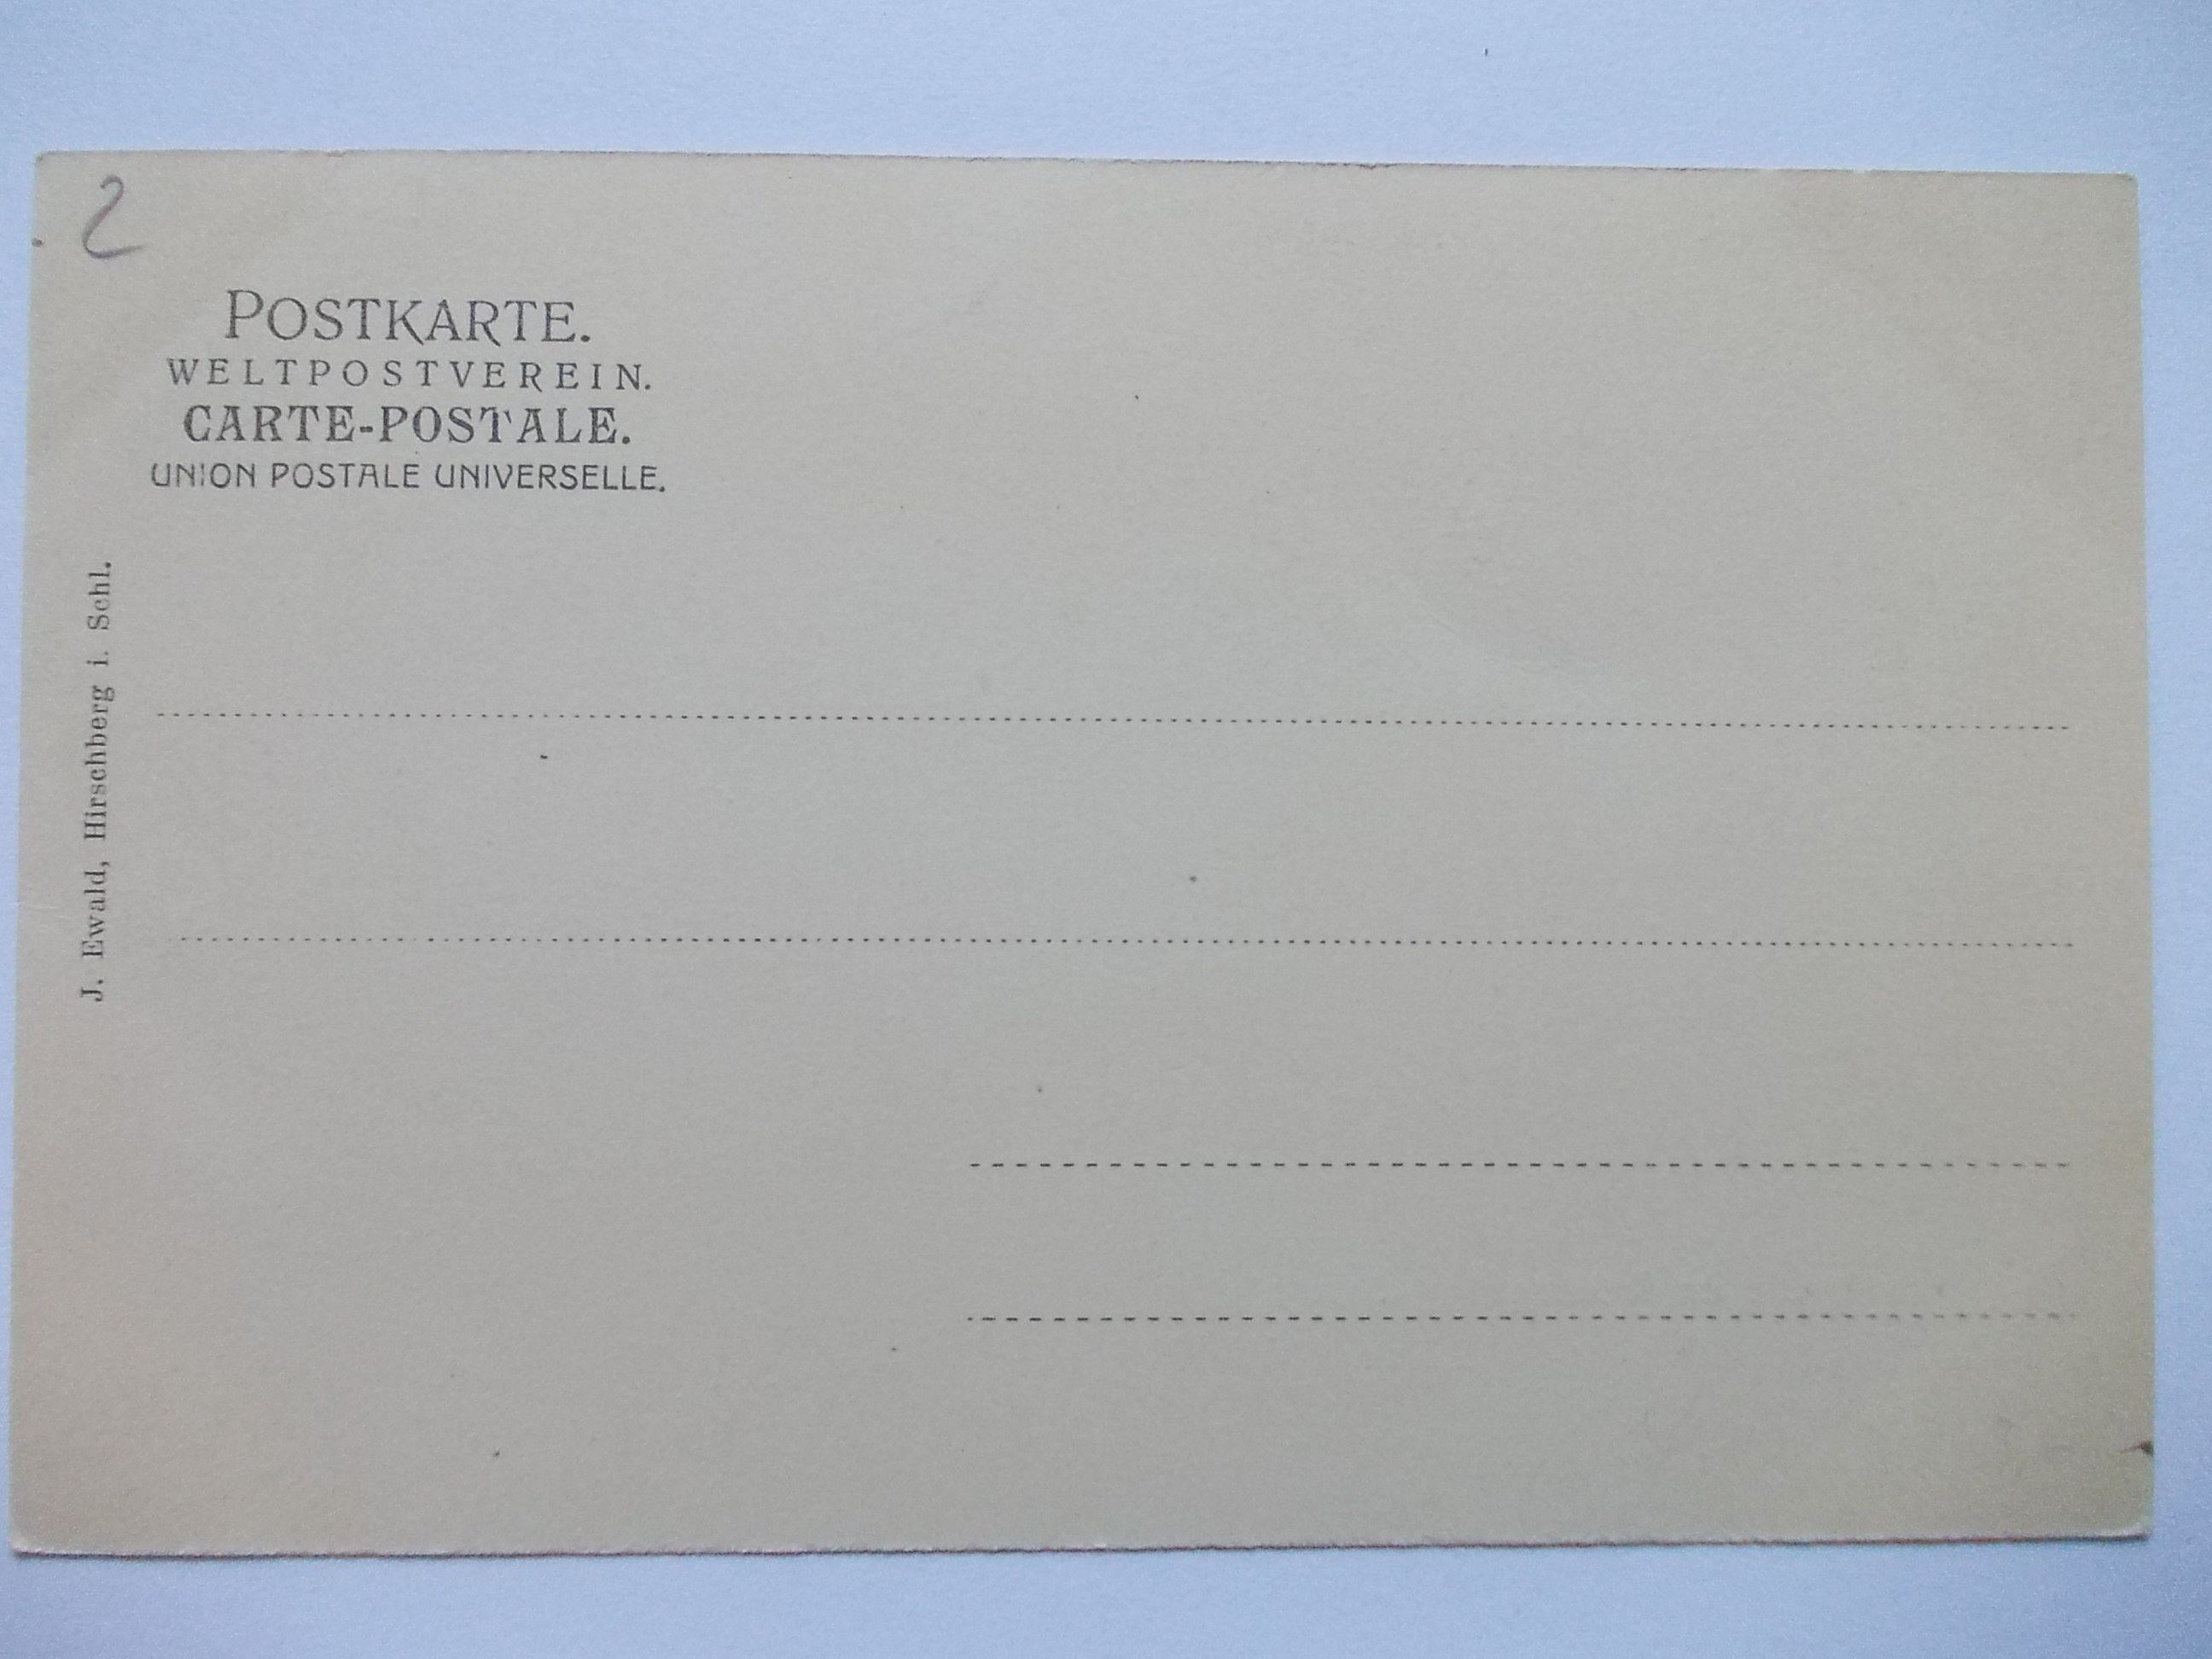 2
POSTKARTE.
WELTPOSTVEREIN.
CARTE-POSTALE.
UNION POSTALE UNIVERSELLE.
J. Ewald, Hirschberg i. Schl.